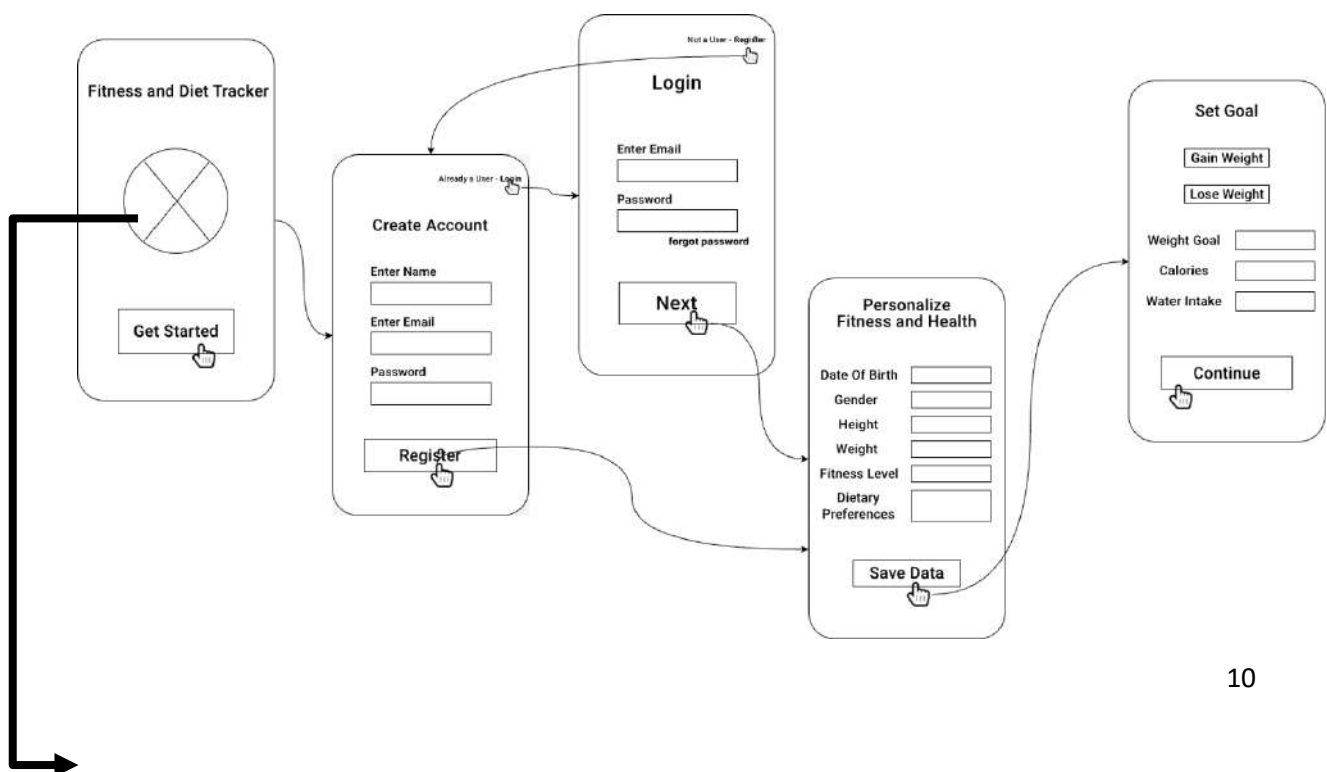 Fitness and Diet Tracker
Get Started
Already a User - Login
Create Account
Enter Name
Enter Email
Password
Register
Not a User - Register
Login
Enter Email
Password
forgot password
Next
Personalize
Fitness and Health
Date Of Birth
Gender
Height
Weight
Fitness Level
Dietary
Preferences
Save Data
Set Goal
Gain Weight
Lose Weight
Weight Goal
Calories
Water Intake
Continue
10